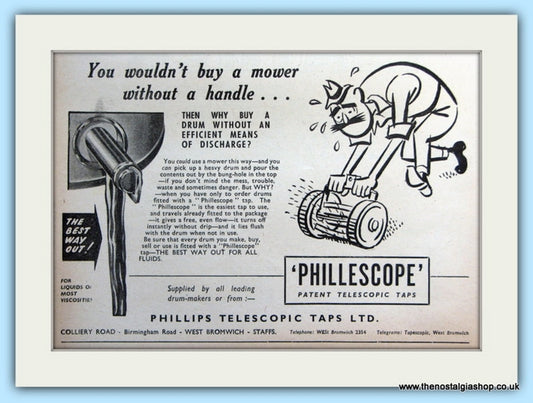 You wouldn't buy a mower
without a handle . . .
THEN WHY BUY A
DRUM WITHOUT AN
EFFICIENT MEANS
OF DISCHARGE?
You could use a mower this way—and you
can pick up a heavy drum and pour the
contents out by the bung-hole in the top
—if you don't mind the mess, trouble,
waste and sometimes danger. But WHY?
—when you have only to order drums
fitted with a "Phillescope" tap. The
"Phillescope" is the easiest tap to use,
and travels already fitted to the package
—it gives a free, even flow—it turns off
instantly without drip—and it lies flush
with the drum when not in use.
Be sure that every drum you make, buy,
sell or use is fitted with a "Phillescope"
tap—THE BEST WAY OUT FOR ALL
FLUIDS.
THE
BEST
WAY
OUT!
FOR
LIQUIDS OF
MOST
VISCOSITIES
Supplied by all leading
drum-makers or from :—
'PHILLESCOPE'
PATENT TELESCOPIC TAPS
PHILLIPS TELESCOPIC TAPS LTD.
COLLIERY ROAD - Birmingham Road - WEST BROMWICH - STAFFS. Telephone: WESt Bromwich 2354 Telegrams: Tapescopic, West Bromwich
www.thenostalgiashop.co.uk